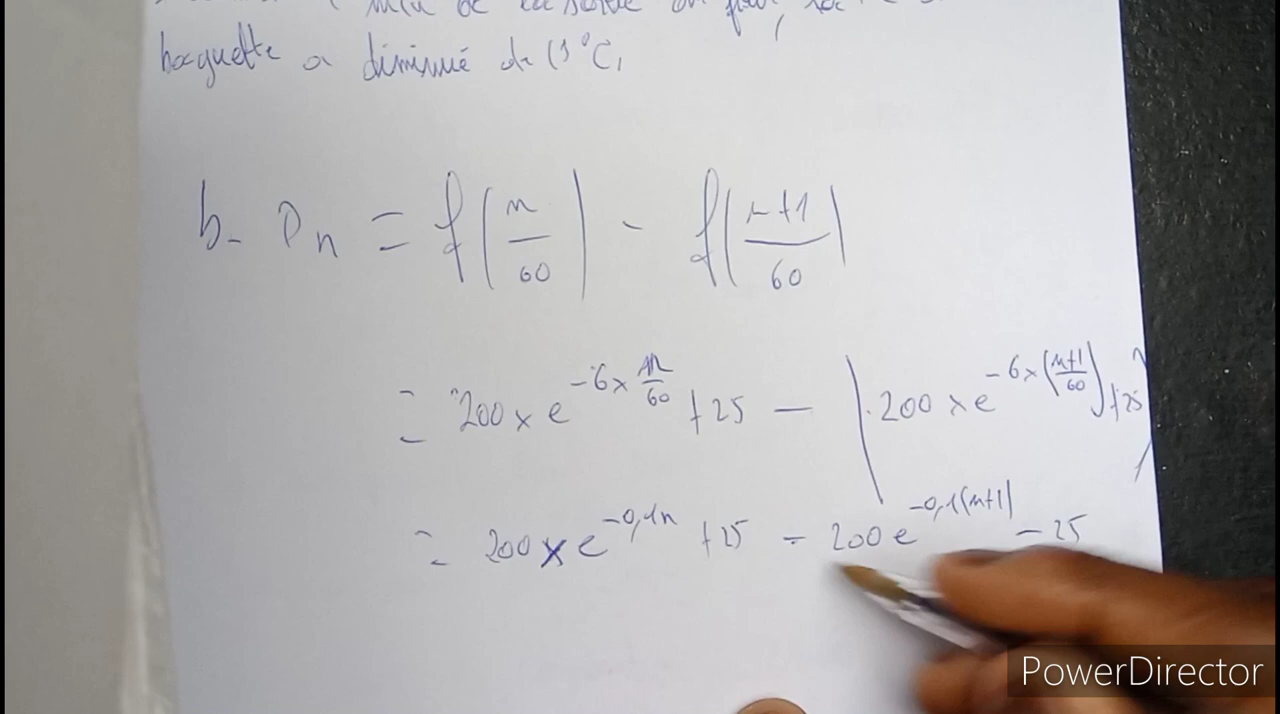 de
baguette a diminué de 13°C,
b- Dn = f(n/60) - f(n+1/60)
= 200 × e^-6×n/60 + 25 - (200 × e^-6×(n+1/60) + 25)
= 200 × e^-0,1n + 25 - 200 e^-0,1(n+1) - 25
PowerDirector